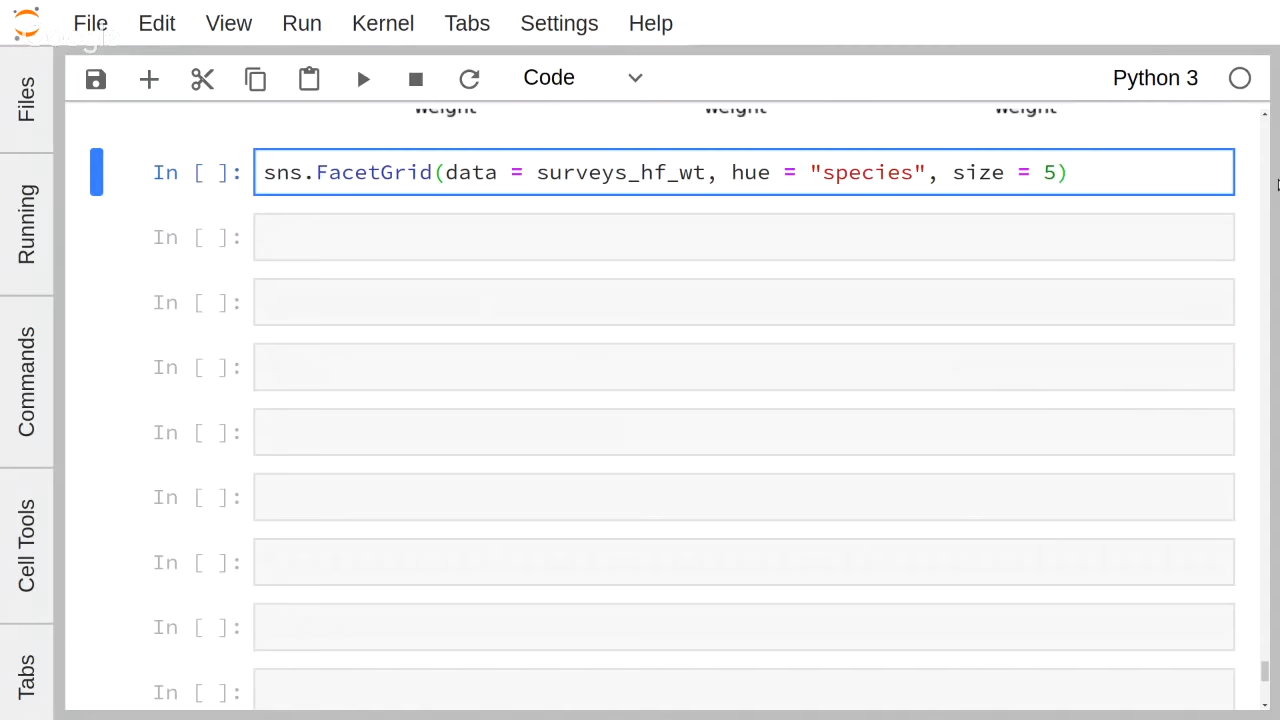 File Edit View Run Kernel Tabs Settings Help
Code Python 3
weight weight weight
In [ ]: sns.FacetGrid(data = surveys_hf_wt, hue = "species", size = 5)
In [ ]:
In [ ]:
In [ ]:
In [ ]:
In [ ]:
In [ ]:
In [ ]:
In [ ]:
Files
Running
Commands
Cell Tools
Tabs